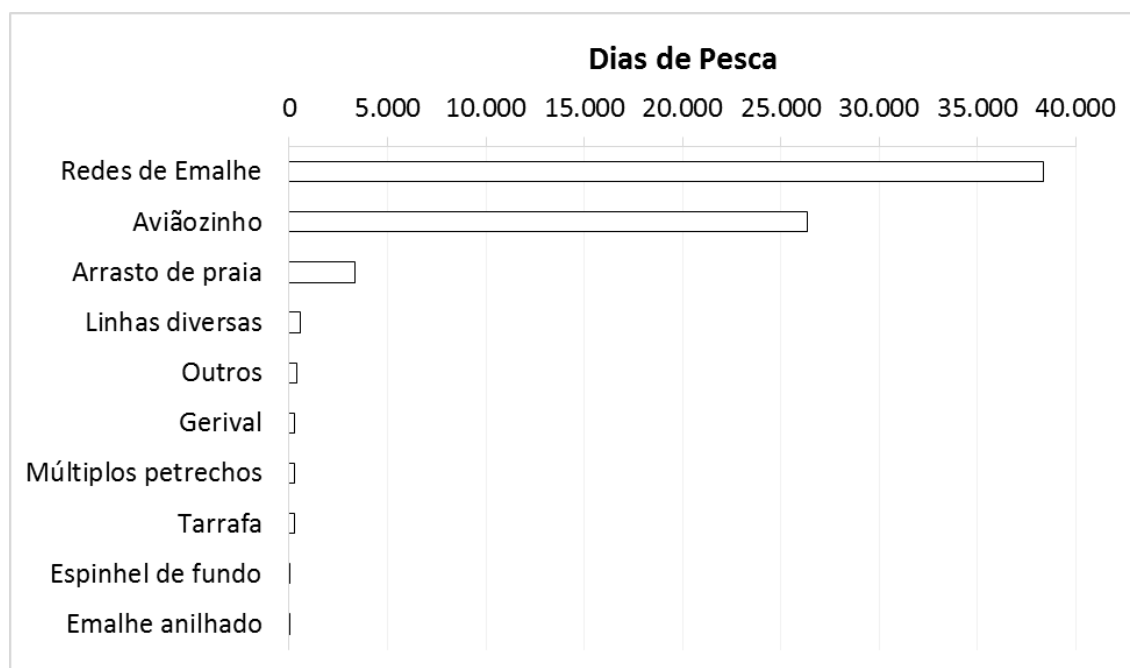 Dias de Pesca
0 5.000 10.000 15.000 20.000 25.000 30.000 35.000 40.000
Redes de Emalhe
Aviãozinho
Arrasto de praia
Linhas diversas
Outros
Gerival
Múltiplos petrechos
Tarrafa
Espinhel de fundo
Emalhe anilhado